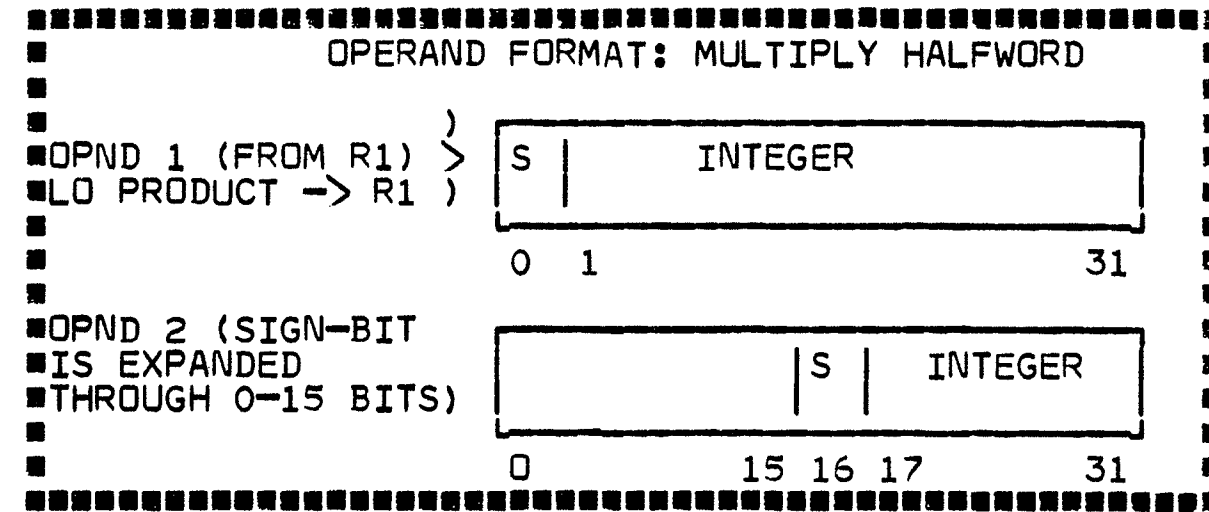 OPERAND FORMAT: MULTIPLY HALFWORD
)
OPND 1 (FROM R1) > S | INTEGER
LO PRODUCT -> R1 )
0 1 31
OPND 2 (SIGN-BIT
IS EXPANDED | S | INTEGER
THROUGH 0-15 BITS)
0 15 16 17 31